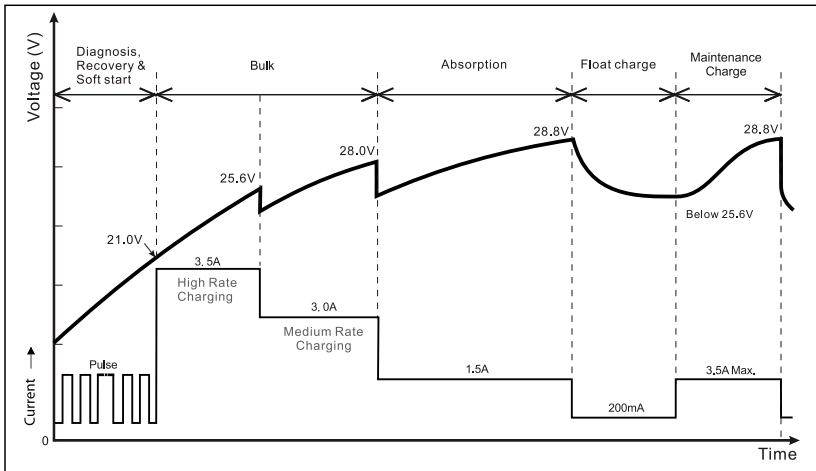 Voltage (V)
Diagnosis,
Recovery &
Soft start
Bulk
Absorption
Float charge
Maintenance
Charge
21.0V
25.6V
28.0V
28.8V
28.8V
Below 25.6V
3.5A
High Rate
Charging
3.0A
Medium Rate
Charging
Pulse
1.5A
200mA
3.5A Max.
Current →
0
Time